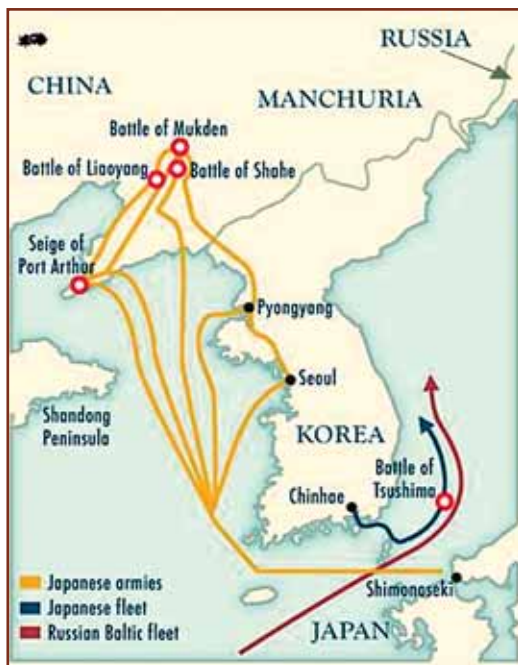 RUSSIA
CHINA
MANCHURIA
Battle of Mukden
Battle of Liaoyang
Battle of Shahe
Seige of
Port Arthur
Pyongyang
Seoul
Shandong
Peninsula
KOREA
Battle of
Tsushima
Chinhae
Shimonoseki
JAPAN
Japanese armies
Japanese fleet
Russian Baltic fleet